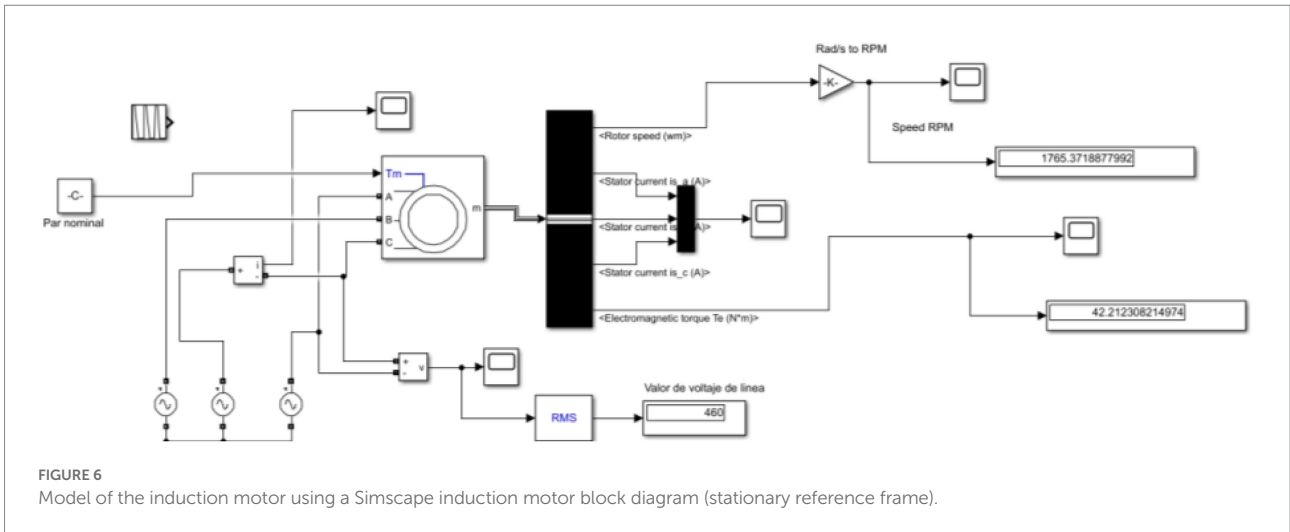 Rad/s to RPM
-K-
<Rotor speed (wm)>
Speed RPM
1765.3718877992
Tm
-C-
A
<Stator current is_a (A)>
m
Par nominal
B
<Stator current is (A)>
C
i
+
-
<Stator current is_c (A)>
<Electromagnetic torque Te (N*m)>
42.212308214974
+
-
v
Valor de voltaje de linea
+
+
+
RMS
460
FIGURE 6
Model of the induction motor using a Simscape induction motor block diagram (stationary reference frame).